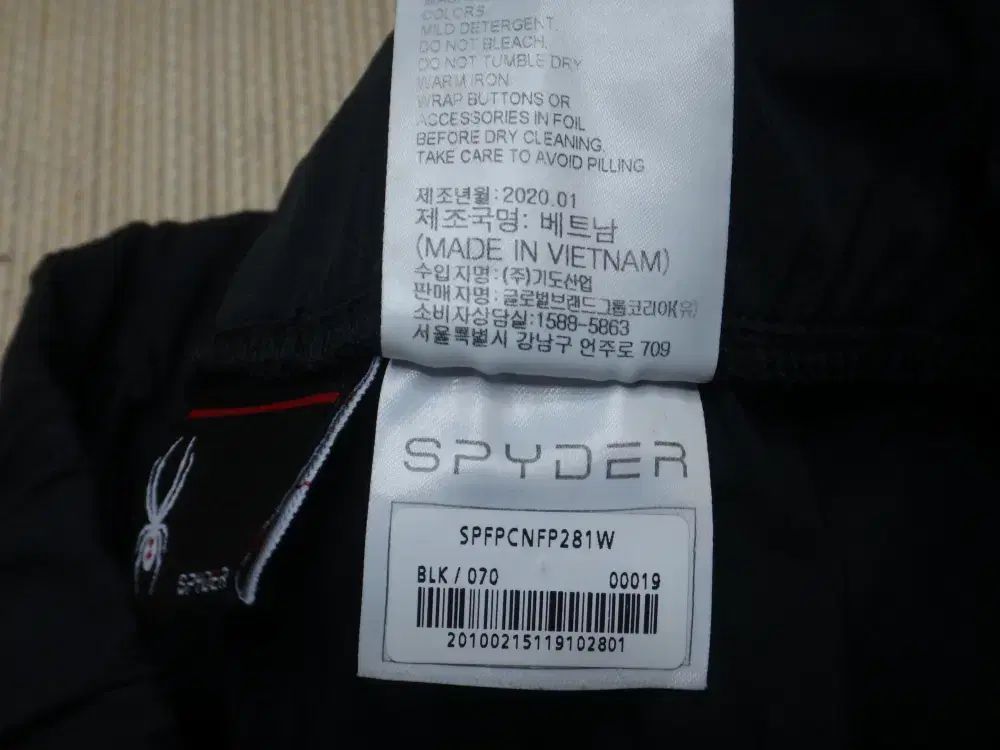 COLORS.
MILD DETERGENT.
DO NOT BLEACH.
DO NOT TUMBLE DRY
WARM IRON
WRAP BUTTONS OR
ACCESSORIES IN FOIL
BEFORE DRY CLEANING.
TAKE CARE TO AVOID PILLING
제조년월:2020.01
제조국명: 베트남
(MADE IN VIETNAM)
수입자명:(주)기도산업
판매자명:글로벌브랜드그룹코리아(유)
소비자상담실:1588-5863
서울특별시 강남구 언주로 709
SPYDER
SPFPCNFP281W
BLK / 070 00019
20100215119102801
SPYDER